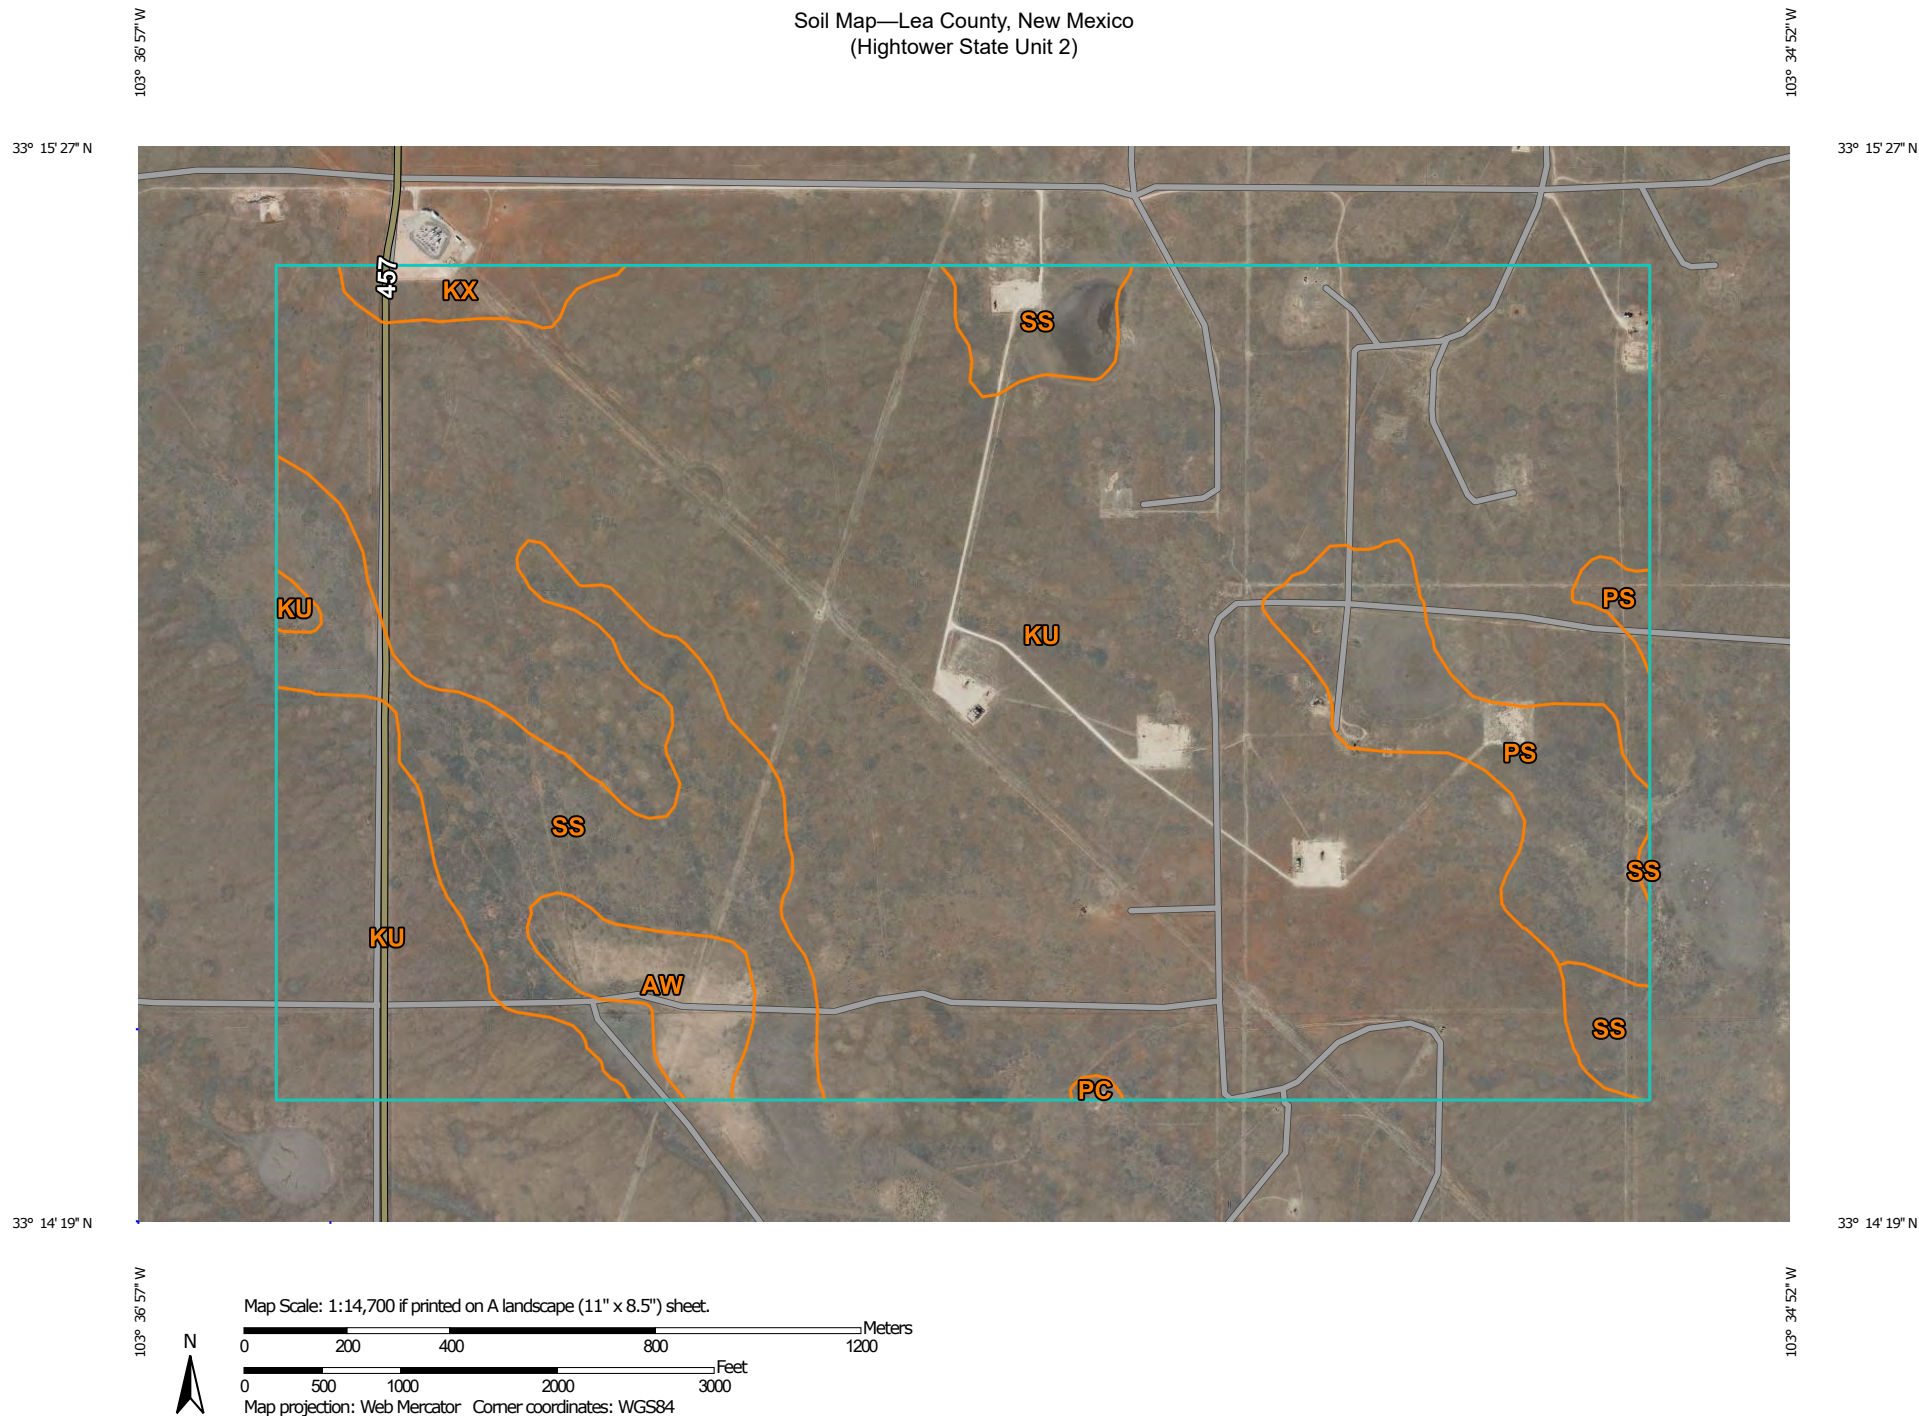 Soil Map—Lea County, New Mexico
(Hightower State Unit 2)
103° 36' 57" W
103° 34' 52" W
33° 15' 27" N
33° 15' 27" N
457
KX
SS
KU
KU
PS
PS
SS
SS
KU
AW
SS
PC
33° 14' 19" N
33° 14' 19" N
103° 36' 57" W
103° 34' 52" W
Map Scale: 1:14,700 if printed on A landscape (11" x 8.5") sheet.
Meters
0 200 400 800 1200
N
Feet
0 500 1000 2000 3000
Map projection: Web Mercator Corner coordinates: WGS84